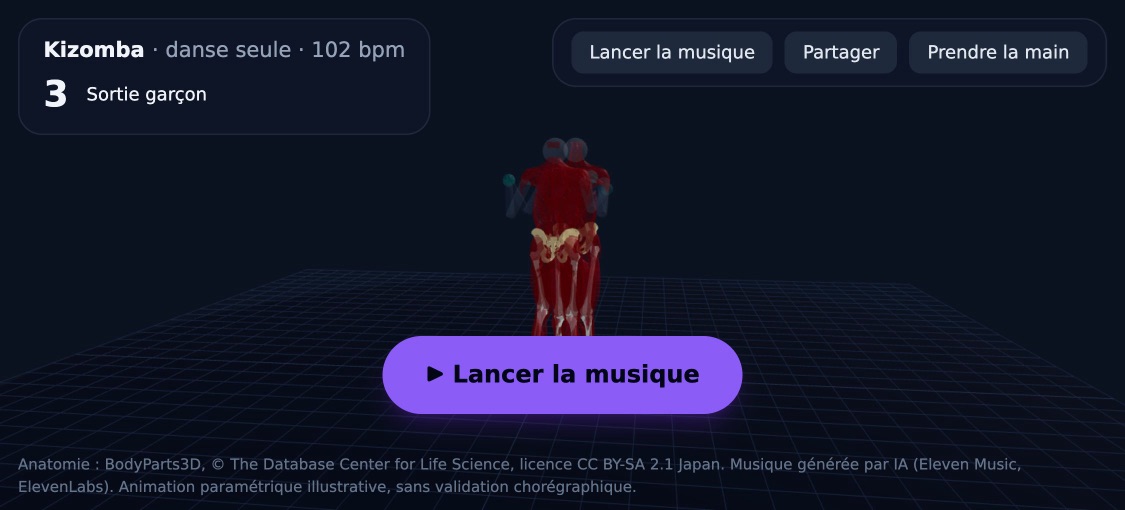 Kizomba · danse seule · 102 bpm
3 Sortie garçon
Lancer la musique Partager Prendre la main
▶ Lancer la musique
Anatomie : BodyParts3D, © The Database Center for Life Science, licence CC BY-SA 2.1 Japan. Musique générée par IA (Eleven Music,
ElevenLabs). Animation paramétrique illustrative, sans validation chorégraphique.